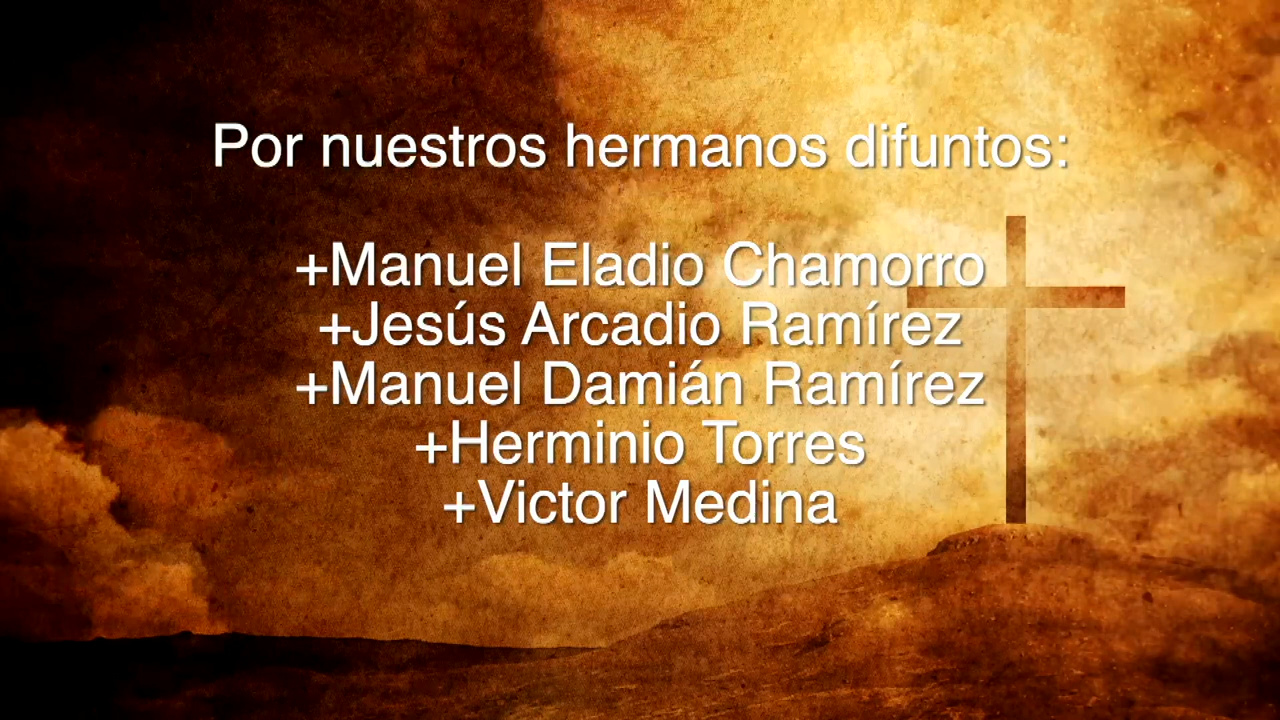 Por nuestros hermanos difuntos:
+Manuel Eladio Chamorro
+Jesús Arcadio Ramírez
+Manuel Damián Ramírez
+Herminio Torres
+Victor Medina